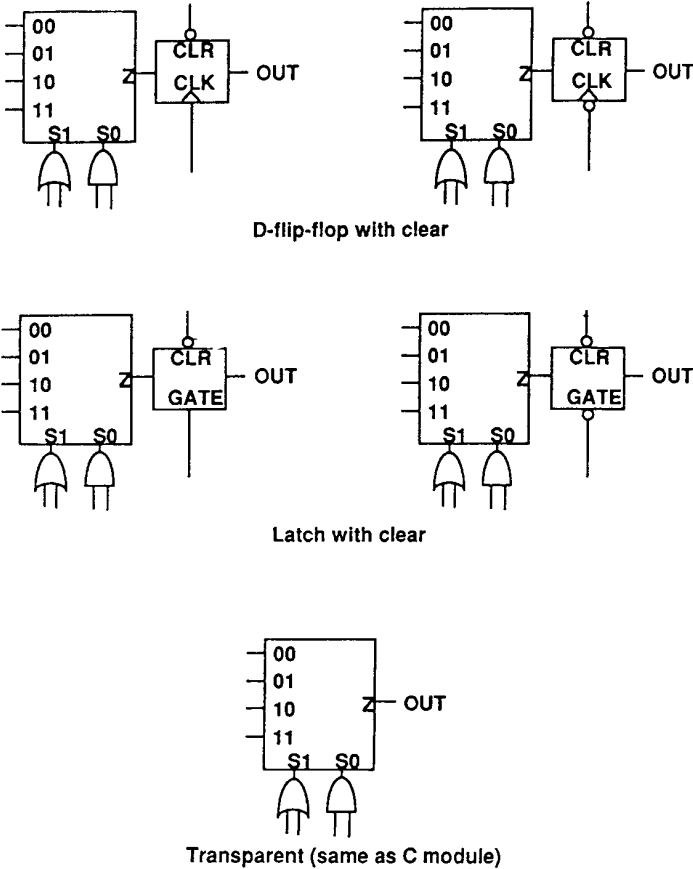 00
01
10
11
Z
S1 S0
CLR
CLK
OUT
00
01
10
11
Z
S1 S0
CLR
CLK
OUT
D-flip-flop with clear
00
01
10
11
Z
S1 S0
CLR
GATE
OUT
00
01
10
11
Z
S1 S0
CLR
GATE
OUT
Latch with clear
00
01
10
11
Z
S1 S0
OUT
Transparent (same as C module)